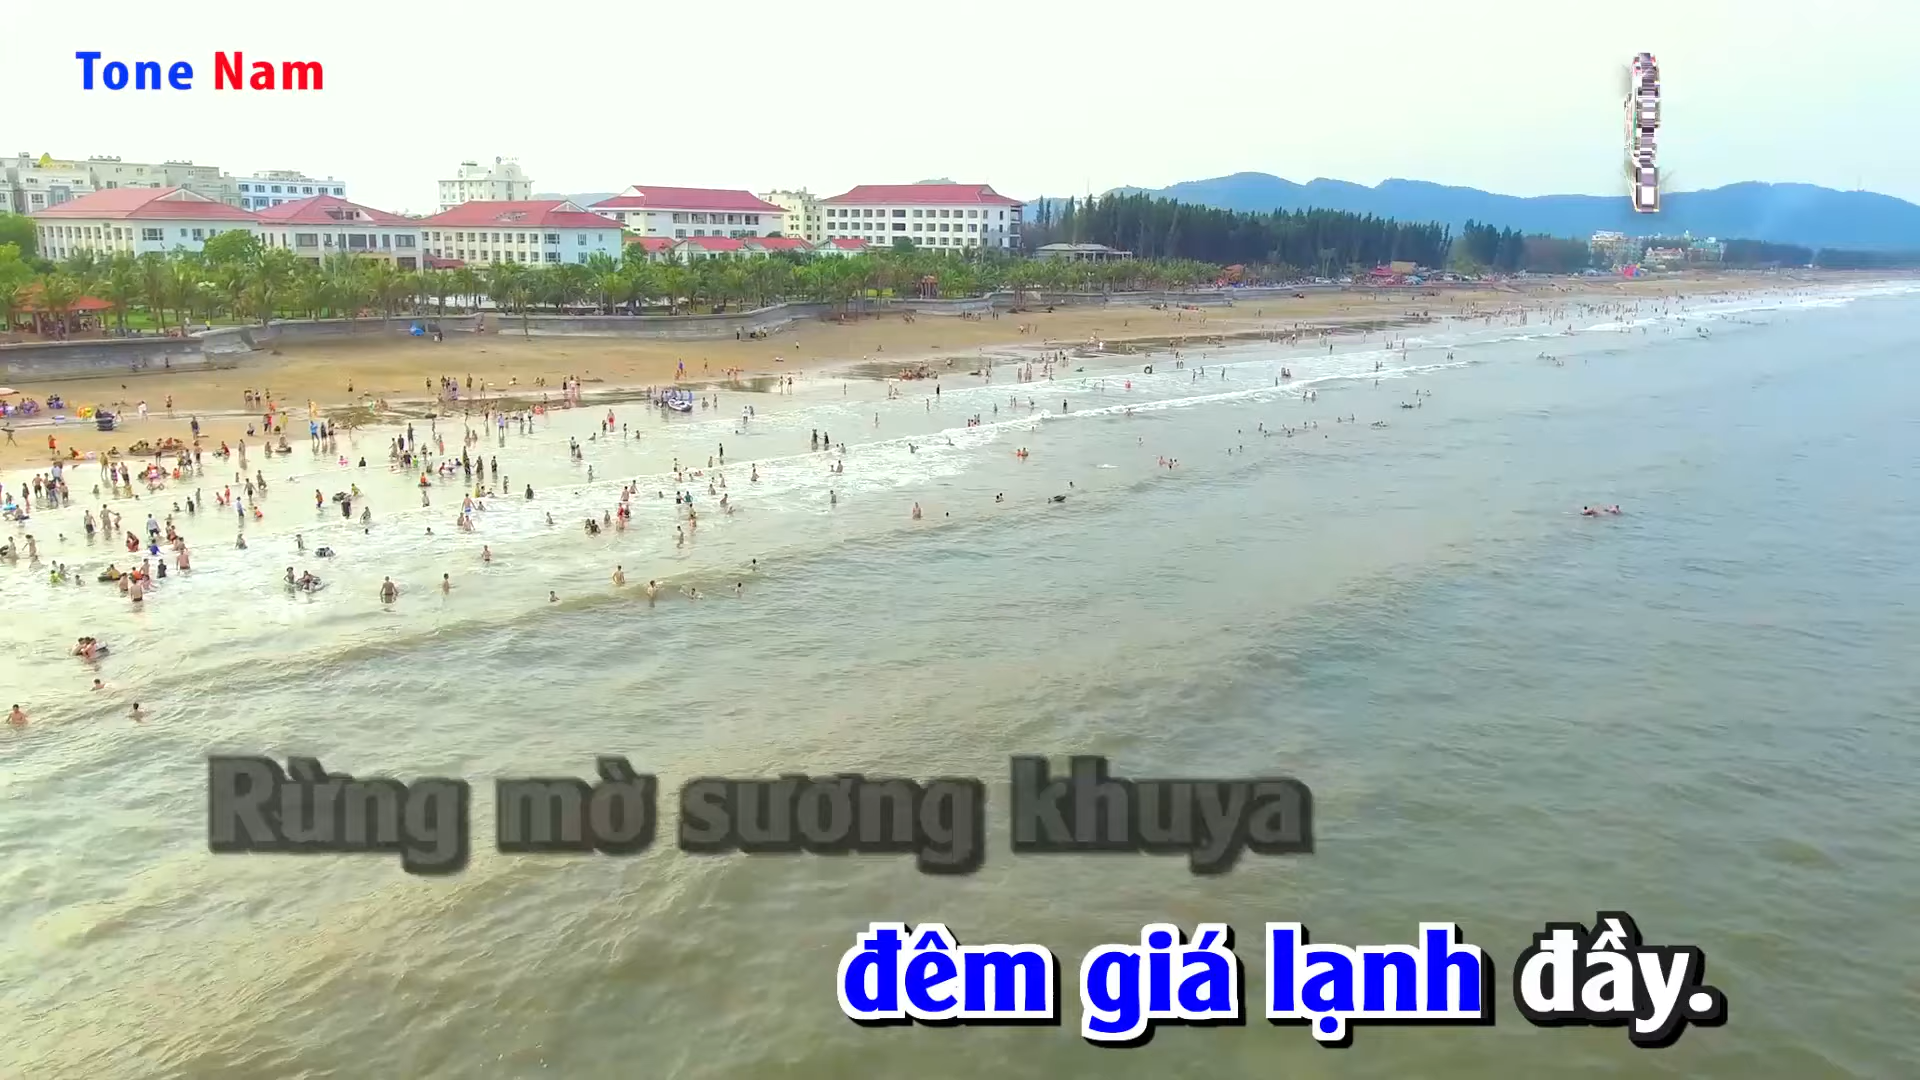 Tone Nam
Rừng mờ sương khuya
đêm giá lạnh đầy.